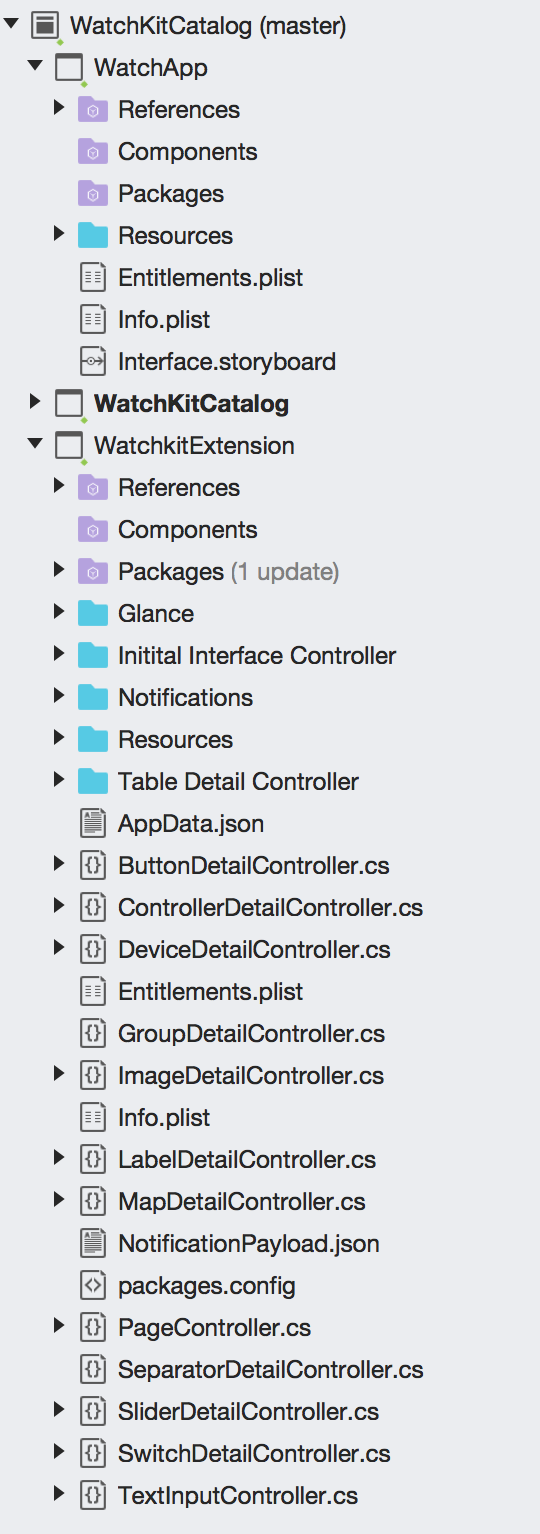 WatchKitCatalog (master)
WatchApp
References
Components
Packages
Resources
Entitlements.plist
Info.plist
Interface.storyboard
WatchKitCatalog
WatchkitExtension
References
Components
Packages (1 update)
Glance
Initital Interface Controller
Notifications
Resources
Table Detail Controller
AppData.json
ButtonDetailController.cs
ControllerDetailController.cs
DeviceDetailController.cs
Entitlements.plist
GroupDetailController.cs
ImageDetailController.cs
Info.plist
LabelDetailController.cs
MapDetailController.cs
NotificationPayload.json
packages.config
PageController.cs
SeparatorDetailController.cs
SliderDetailController.cs
SwitchDetailController.cs
TextInputController.cs